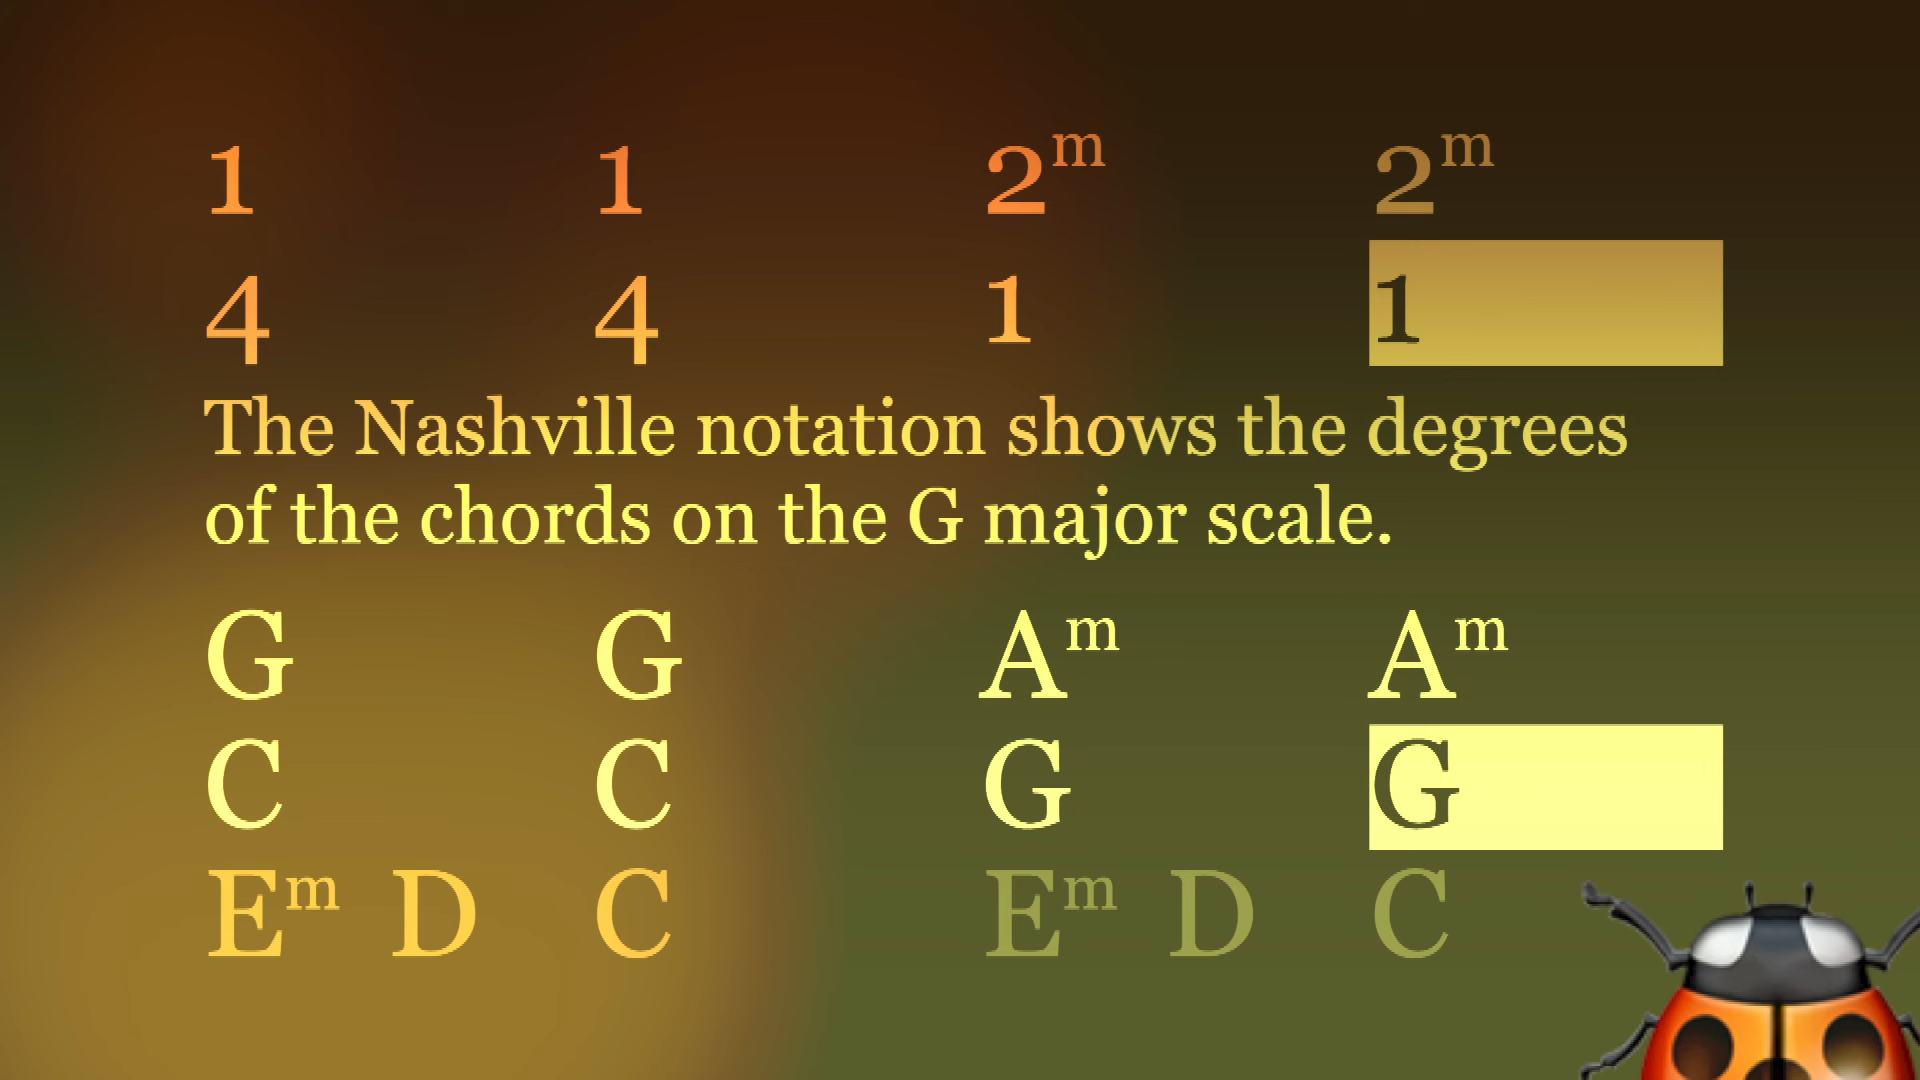 1 1 2m 2m
4 4 1 1
The Nashville notation shows the degrees
of the chords on the G major scale.
G G Am Am
C C G G
Em D C Em D C